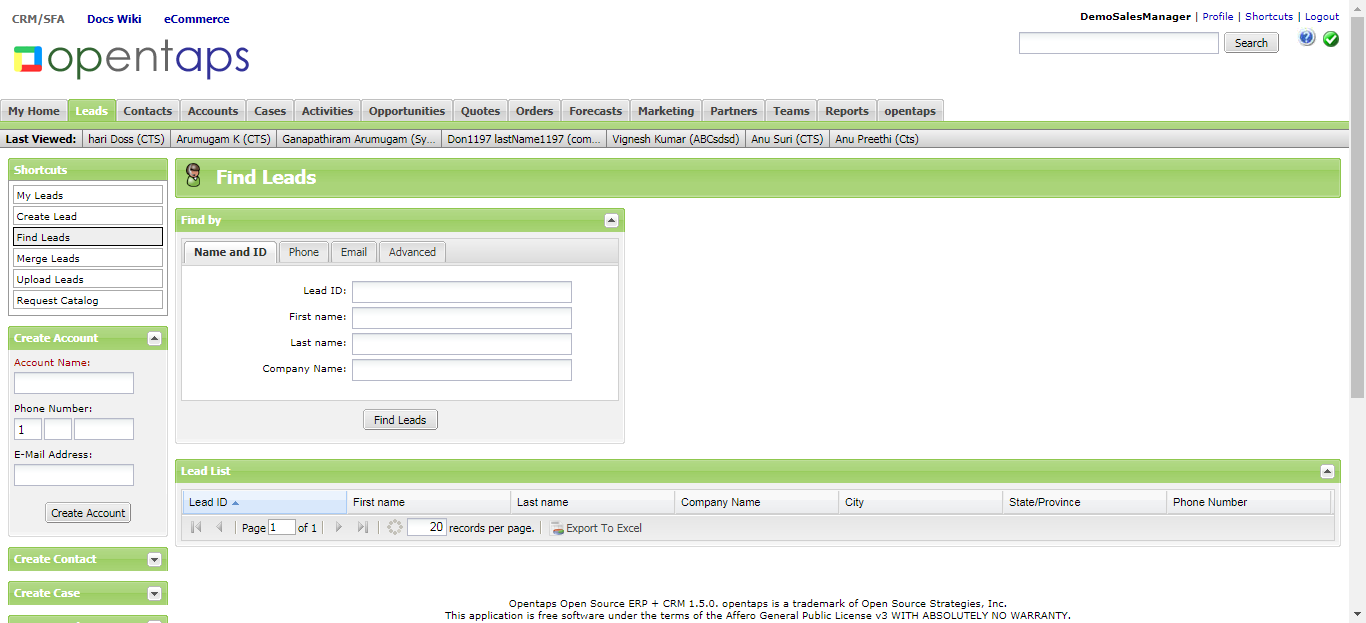 CRM/SFA Docs Wiki eCommerce
DemoSalesManager | Profile | Shortcuts | Logout
opentaps
Search
My Home Leads Contacts Accounts Cases Activities Opportunities Quotes Orders Forecasts Marketing Partners Teams Reports opentaps
Last Viewed: hari Doss (CTS) Arumugam K (CTS) Ganapathiram Arumugam (Sy... Don1197 lastName1197 (com... Vignesh Kumar (ABCsdsd) Anu Suri (CTS) Anu Preethi (Cts)
Shortcuts
My Leads
Create Lead
Find Leads
Merge Leads
Upload Leads
Request Catalog
Create Account
Account Name:
Phone Number:
1
E-Mail Address:
Create Account
Create Contact
Create Case
Find Leads
Find by
Name and ID Phone Email Advanced
Lead ID:
First name:
Last name:
Company Name:
Find Leads
Lead List
Lead ID First name Last name Company Name City State/Province Phone Number
Page 1 of 1 20 records per page. Export To Excel
Opentaps Open Source ERP + CRM 1.5.0. opentaps is a trademark of Open Source Strategies, Inc.
This application is free software under the terms of the Affero General Public License v3 WITH ABSOLUTELY NO WARRANTY.